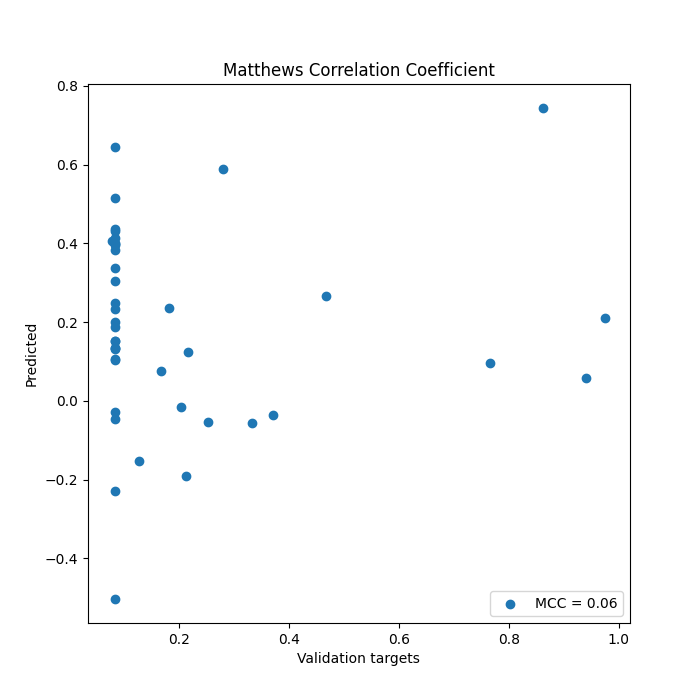 Matthews Correlation Coefficient
0.8
0.6
0.4
0.2
0.0
−0.2
−0.4
Predicted
MCC = 0.06
0.2 0.4 0.6 0.8 1.0
Validation targets